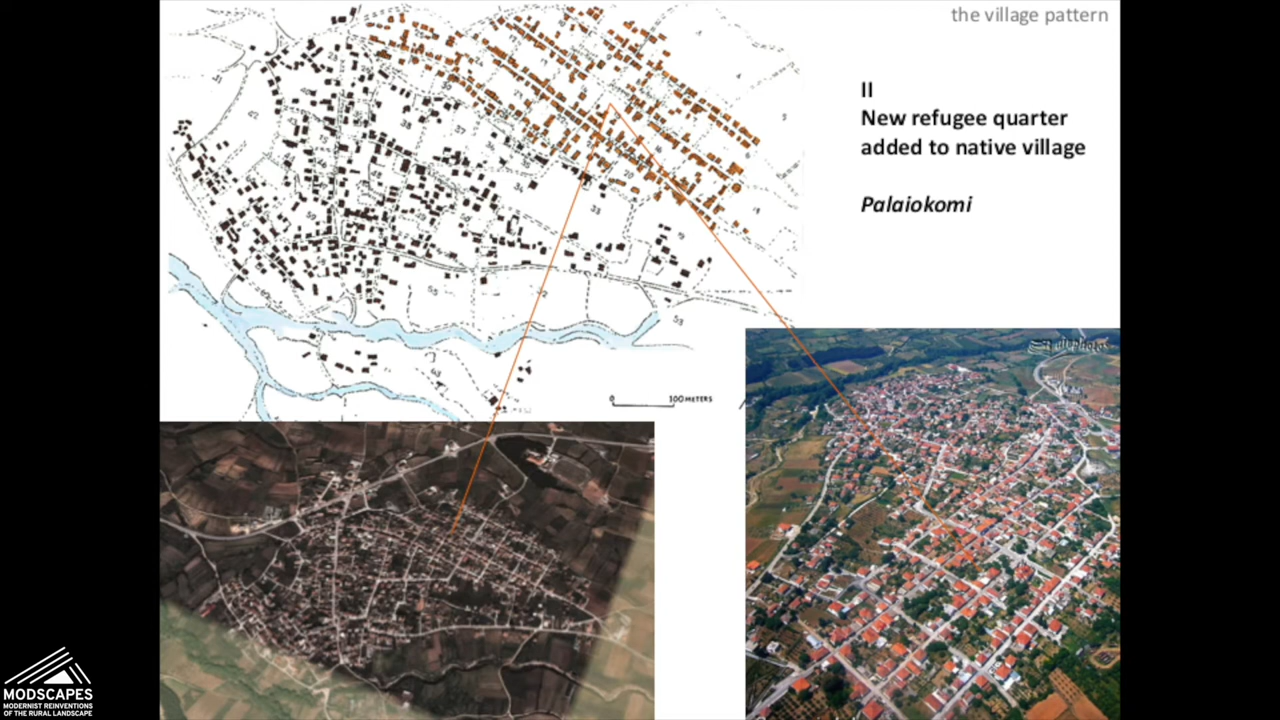 the village pattern
II
New refugee quarter
added to native village
Palaiokomi
0 100 METERS
MODSCAPES
MODERNIST REINVENTIONS
OF THE RURAL LANDSCAPE